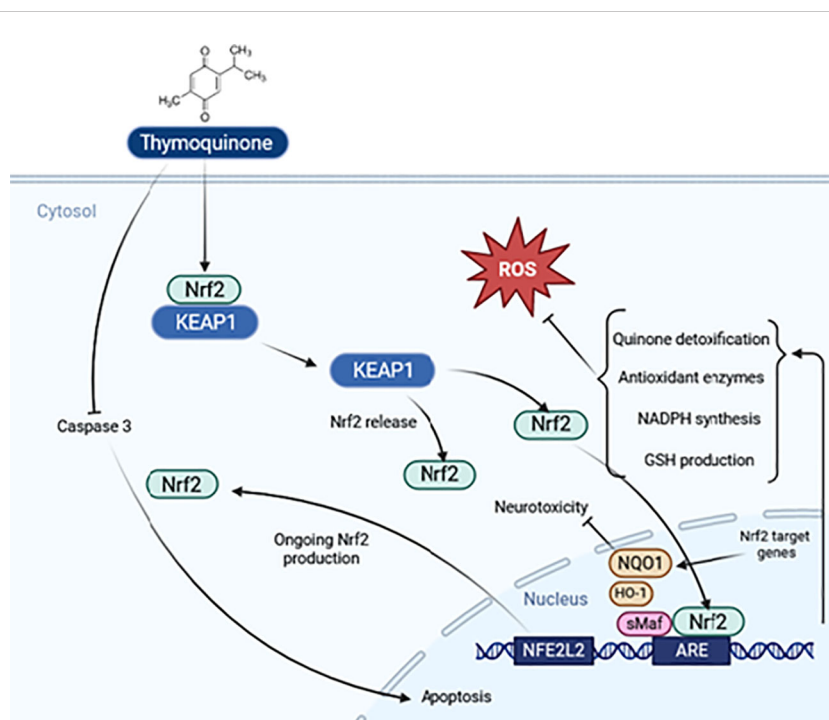 O
CH₃
CH₃
H₃C
O
Thymoquinone
Cytosol
Nrf2
KEAP1
ROS
Quinone detoxification
Antioxidant enzymes
NADPH synthesis
GSH production
KEAP1
Nrf2 release
Nrf2
Nrf2
Caspase 3
Nrf2
Ongoing Nrf2
production
Neurotoxicity
Nrf2 target
genes
NQO1
HO-1
Nucleus
sMaf
Nrf2
NFE2L2
ARE
Apoptosis